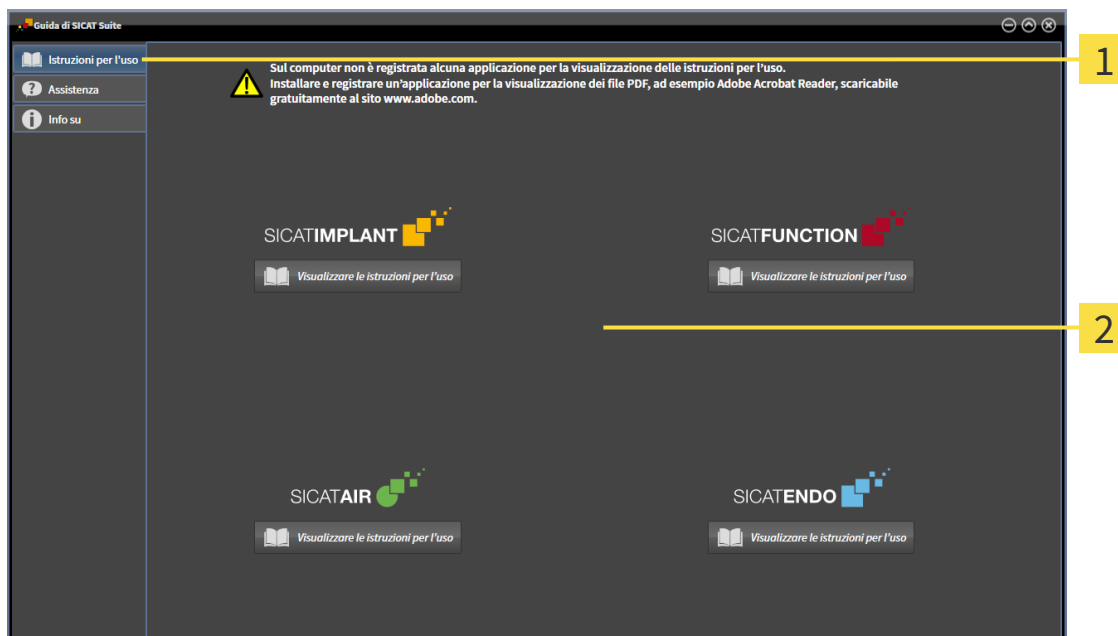 Guida di SICAT Suite
Istruzioni per l'uso
1
Assistenza
Info su
Sul computer non è registrata alcuna applicazione per la visualizzazione delle istruzioni per l'uso.
Installare e registrare un'applicazione per la visualizzazione dei file PDF, ad esempio Adobe Acrobat Reader, scaricabile
gratuitamente al sito www.adobe.com.
SICATIMPLANT
SICATFUNCTION
Visualizzare le istruzioni per l'uso
Visualizzare le istruzioni per l'uso
2
SICATAIR
SICATENDO
Visualizzare le istruzioni per l'uso
Visualizzare le istruzioni per l'uso